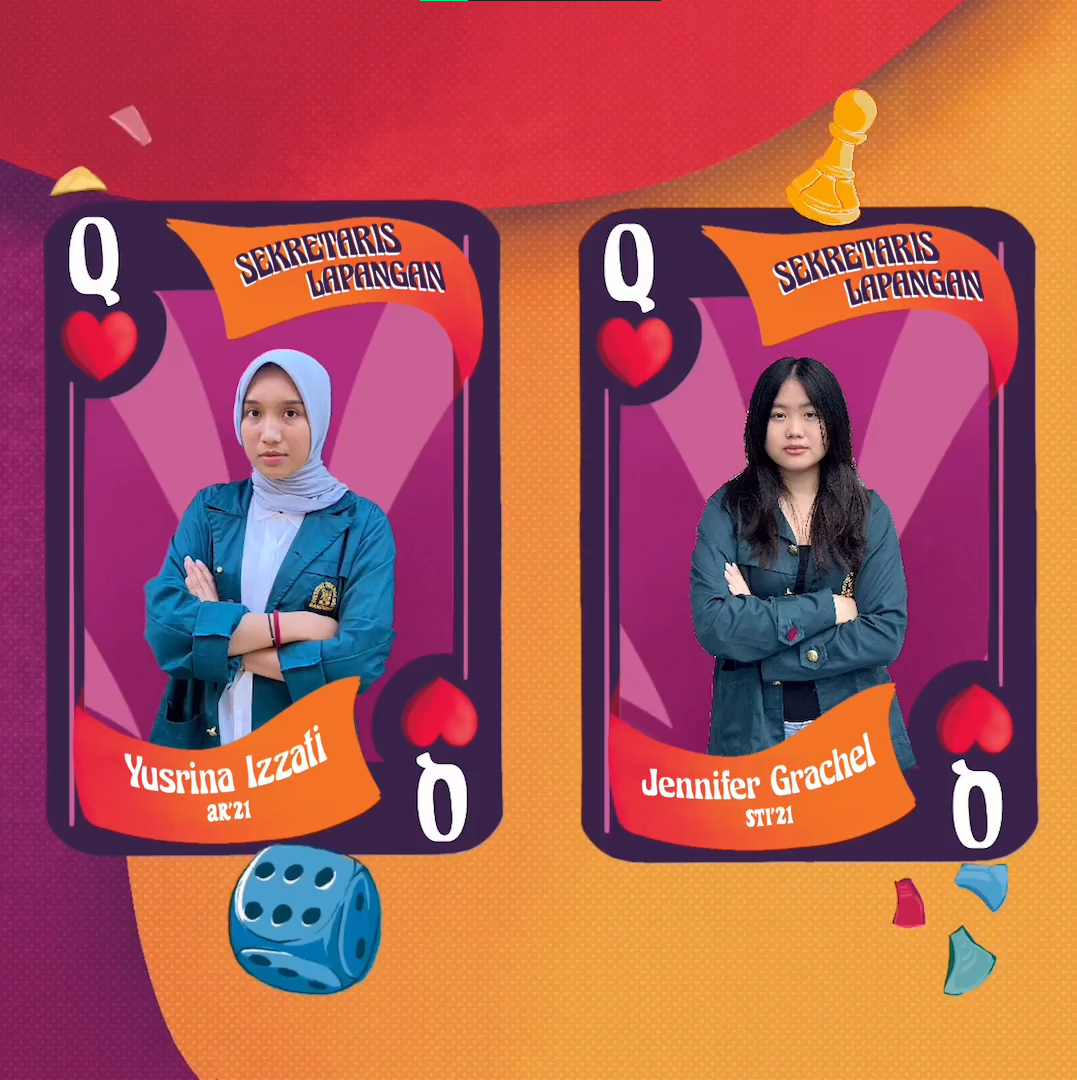 Q
SEKRETARIS
LAPANGAN
Yusrina Izzati
AR'21
Q
Q
SEKRETARIS
LAPANGAN
Jennifer Grachel
STI'21
Q